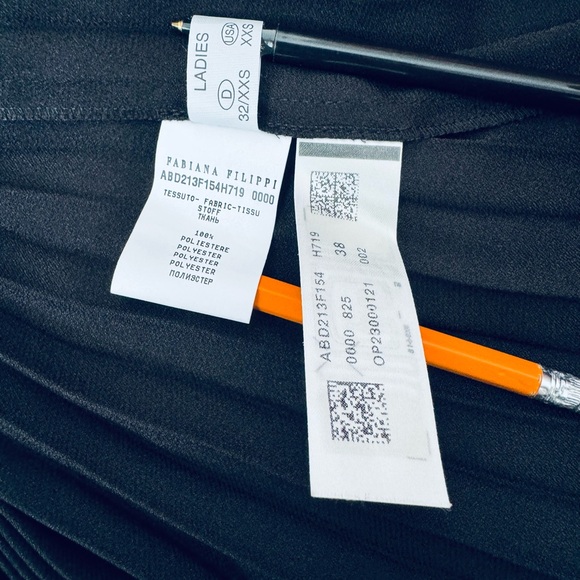 LADIES
USA
XXS
D
32/XXS
FABIANA FILIPPI
ABD213F154H719 0000
TESSUTO- FABRIC-TISSU
STOFF
ТКАНЬ
100%
POLIESTERE
POLYESTER
POLYESTER
POLYESTER
ПОЛИЭСТЕР
ABD213F154 H719
0000 825 38
OP23000121 002